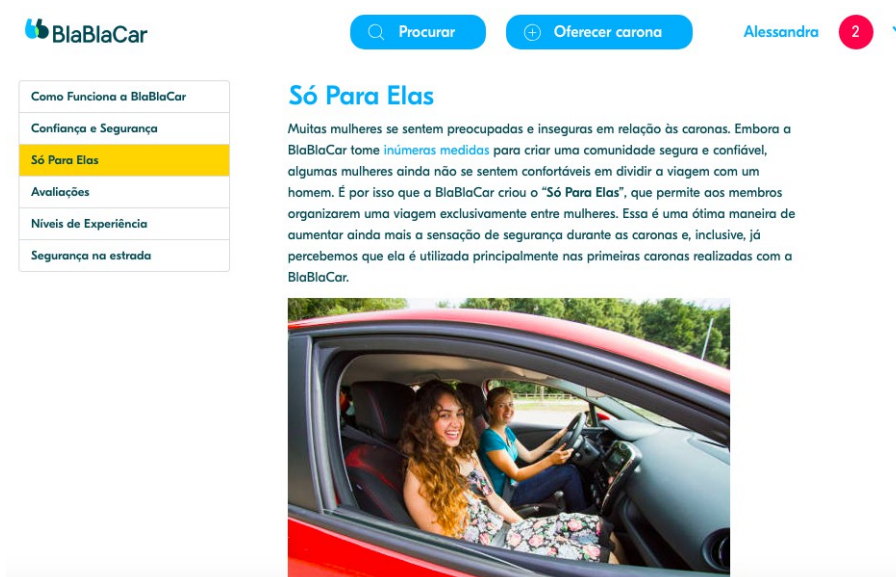 BlaBlaCar
Procurar
Oferecer carona
Alessandra
2
Como Funciona a BlaBlaCar
Confiança e Segurança
Só Para Elas
Avaliações
Níveis de Experiência
Segurança na estrada
Só Para Elas
Muitas mulheres se sentem preocupadas e inseguras em relação às caronas. Embora a
BlaBlaCar tome inúmeras medidas para criar uma comunidade segura e confiável,
algumas mulheres ainda não se sentem confortáveis em dividir a viagem com um
homem. É por isso que a BlaBlaCar criou o “Só Para Elas”, que permite aos membros
organizarem uma viagem exclusivamente entre mulheres. Essa é uma ótima maneira de
aumentar ainda mais a sensação de segurança durante as caronas e, inclusive, já
percebemos que ela é utilizada principalmente nas primeiras caronas realizadas com a
BlaBlaCar.